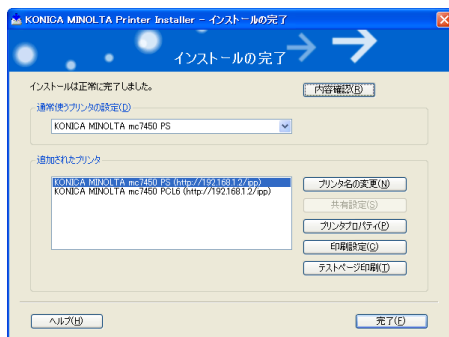 KONICA MINOLTA Printer Installer - インストールの完了
インストールの完了
インストールは正常に完了しました。
内容確認(R)
通常使うプリンタの設定(D)
KONICA MINOLTA mc7450 PS
追加されたプリンタ
KONICA MINOLTA mc7450 PS (http://192.168.1.2/ipp)
KONICA MINOLTA mc7450 PCL6 (http://192.168.1.2/ipp)
プリンタ名の変更(N)
共有設定(S)
プリンタプロパティ(P)
印刷設定(C)
テストページ印刷(T)
ヘルプ(H)
完了(F)